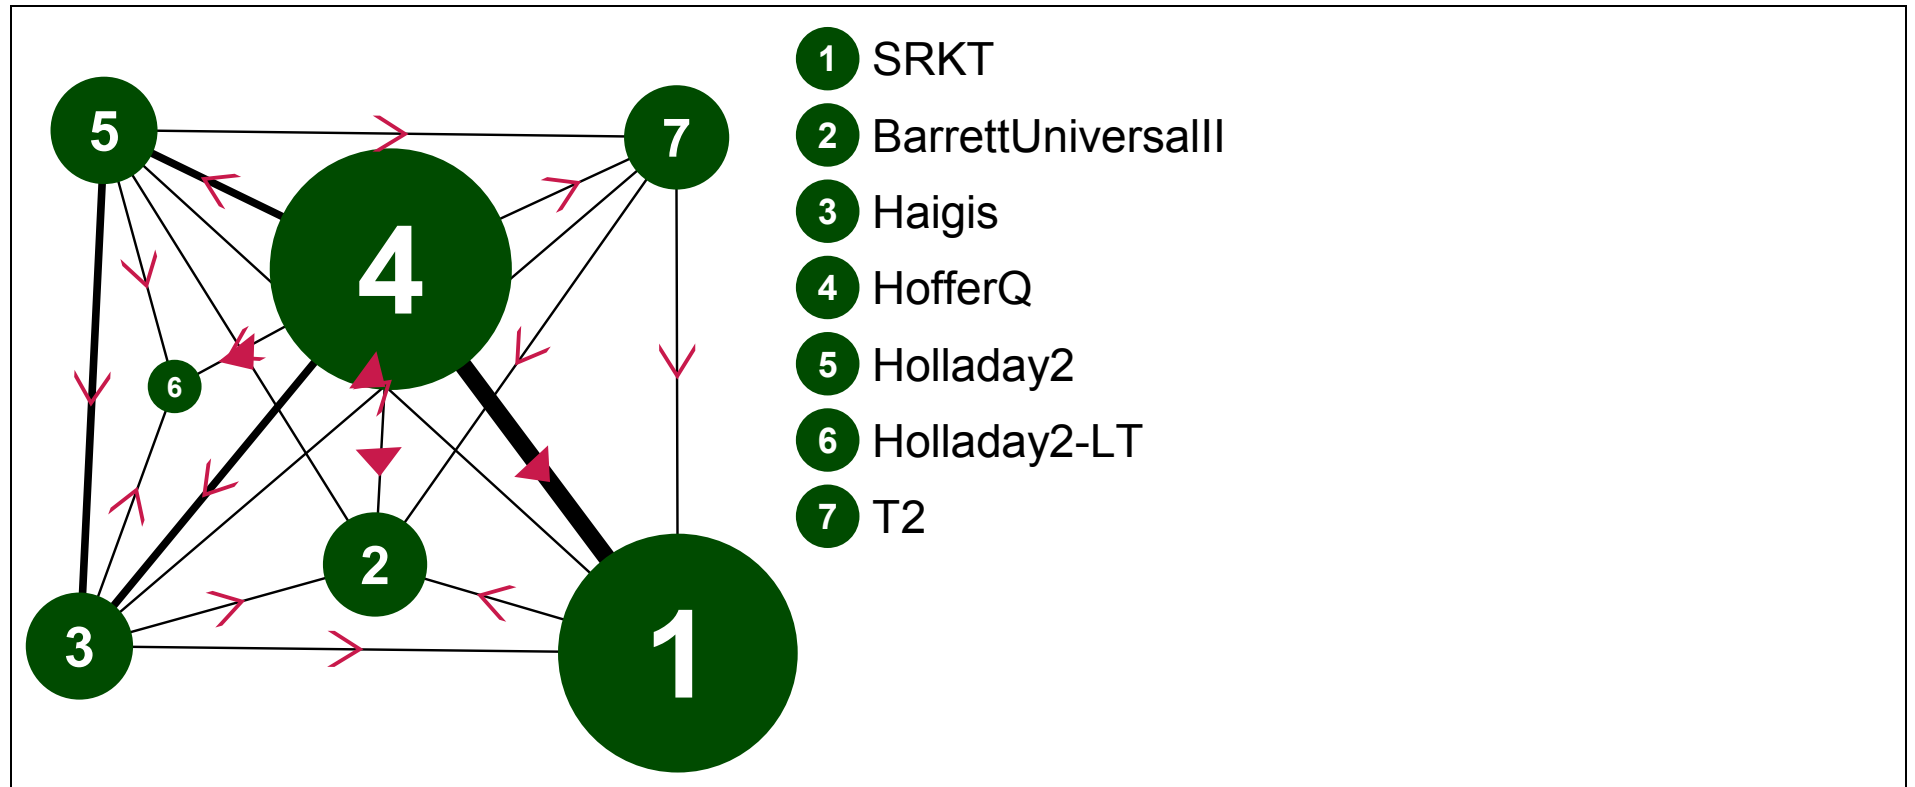 5
7
4
6
2
3
1
1 SRKT
2 BarrettUniversalII
3 Haigis
4 HofferQ
5 Holladay2
6 Holladay2-LT
7 T2